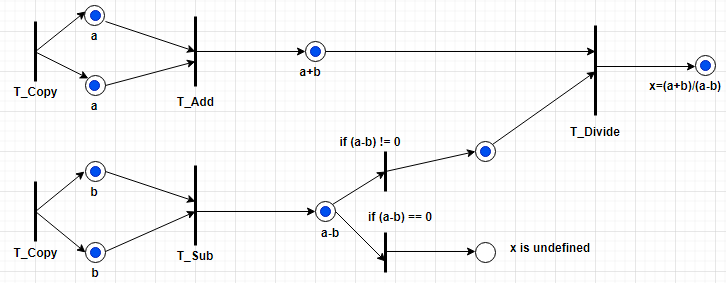 a
T_Copy
a
T_Add
a+b
x=(a+b)/(a-b)
T_Divide
if (a-b) != 0
b
T_Copy
b
T_Sub
a-b
if (a-b) == 0
x is undefined